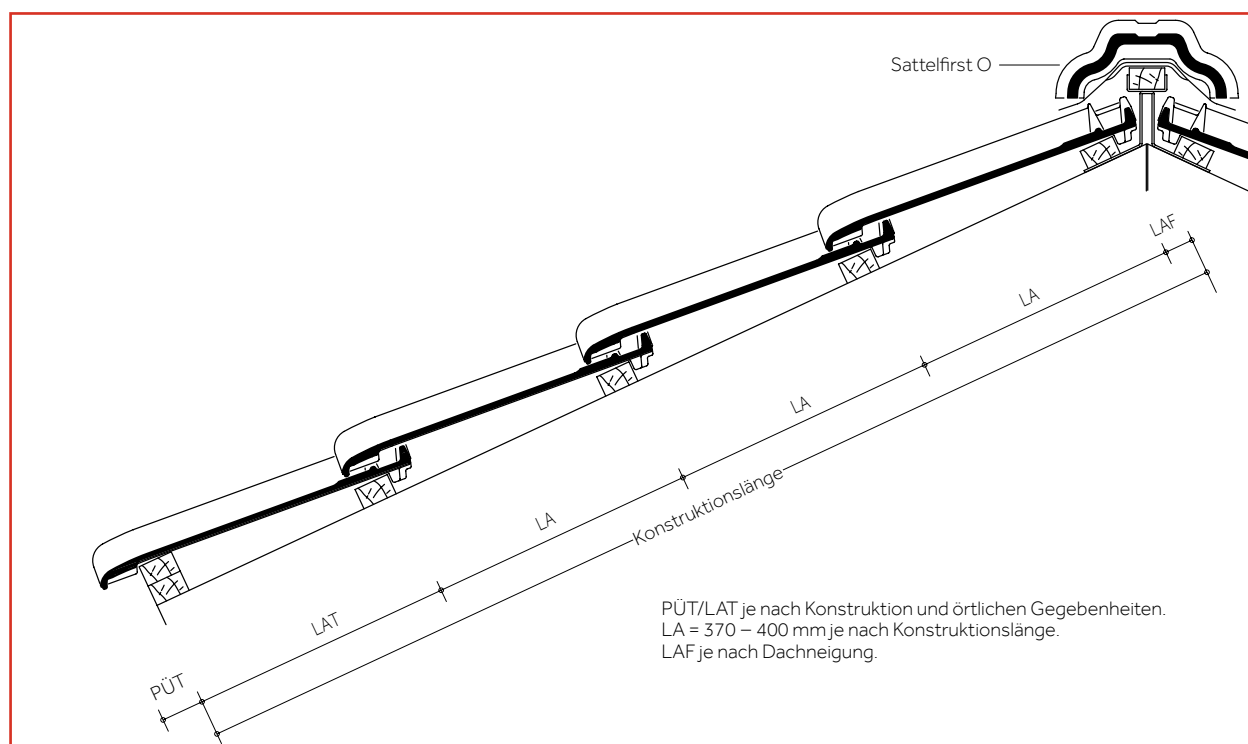 Sattelfirst O
LAF
LA
LA
LA
Konstruktionslänge
LAT
PÜT
PÜT/LAT je nach Konstruktion und örtlichen Gegebenheiten.
LA = 370 – 400 mm je nach Konstruktionslänge.
LAF je nach Dachneigung.